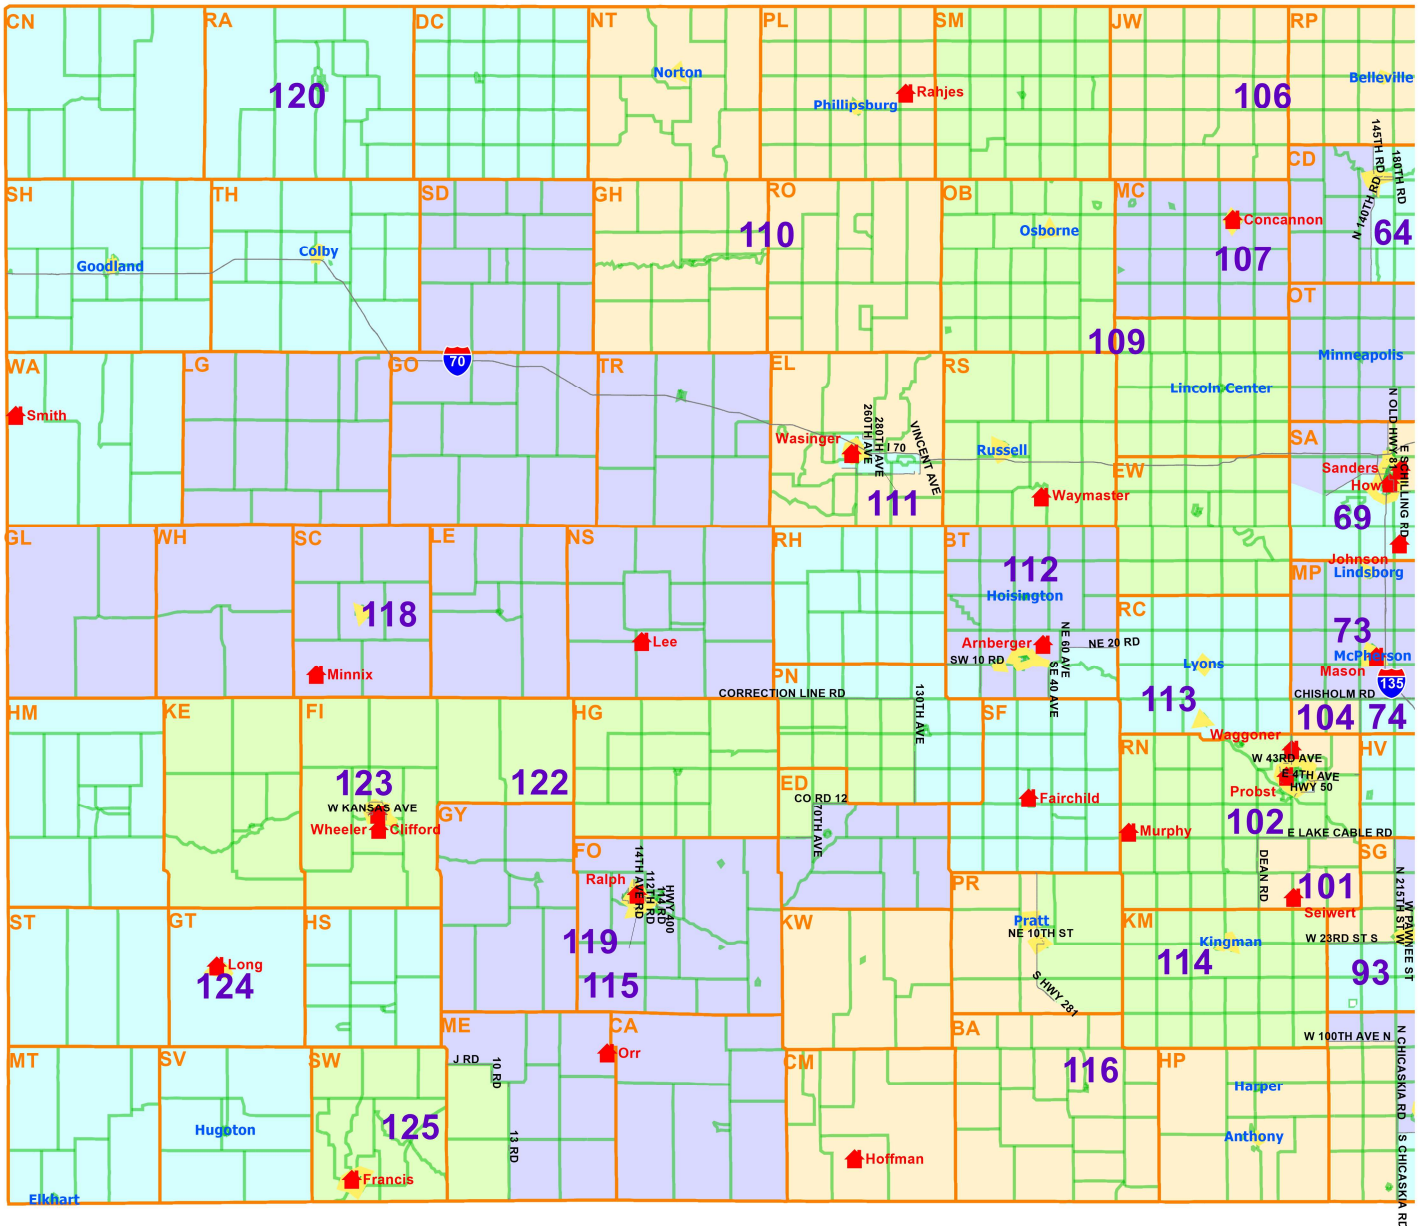 CN RA DC NT PL SM JW RP
Norton
Belleville
120
Phillipsburg
Rahjes
106
145TH RD
180TH RD
N 140TH RD
CD
SH TH SD GH RO OB MC
Concannon
Osborne
64
110
107
Goodland
Colby
OT
109
Minneapolis
70
WA LG GO TR EL RS
Lincoln Center
Smith
260TH AVE
280TH AVE
VINCENT AVE
N OLD HWY 81
E SCHILLING RD
Wasinger
I 70
Russell
SA
EW
Sanders
How
Waymaster
111
69
GL WH SC LE NS RH BT
Johnson
112
MP
Lindsborg
Hoisington
RC
118
73
Lee
Arnberger
NE 60 AVE
NE 20 RD
McPherson
SW 10 RD
SE 40 AVE
Lyons
Mason
Minnix
PN
135
CORRECTION LINE RD
130TH AVE
113
CHISHOLM RD
HM KE FI HG SF
104
74
Waggoner
RN
HV
W 43RD AVE
123
122
ED
E 4TH AVE
HWY 50
Probst
CO RD 12
Fairchild
W KANSAS AVE
GY
70TH AVE
102
Wheeler
Clifford
Murphy
E LAKE CABLE RD
FO
SG
14TH AVE RD
112TH RD
114 RD
HWY 400
DEAN RD
N 215TH ST W
W PAWNEE ST
Ralph
PR
101
Seiwert
ST GT HS KW KM
Pratt
NE 10TH ST
119
Kingman
W 23RD ST S
Long
114
93
124
115
S HWY 281
ME CA BA
W 100TH AVE N
N CHICASKIA RD
MT SV SW
J RD
10 RD
Orr
CM
HP
116
Harper
125
Hugoton
13 RD
Anthony
S CHICASKIA RD
Hoffman
Francis
Elkhart